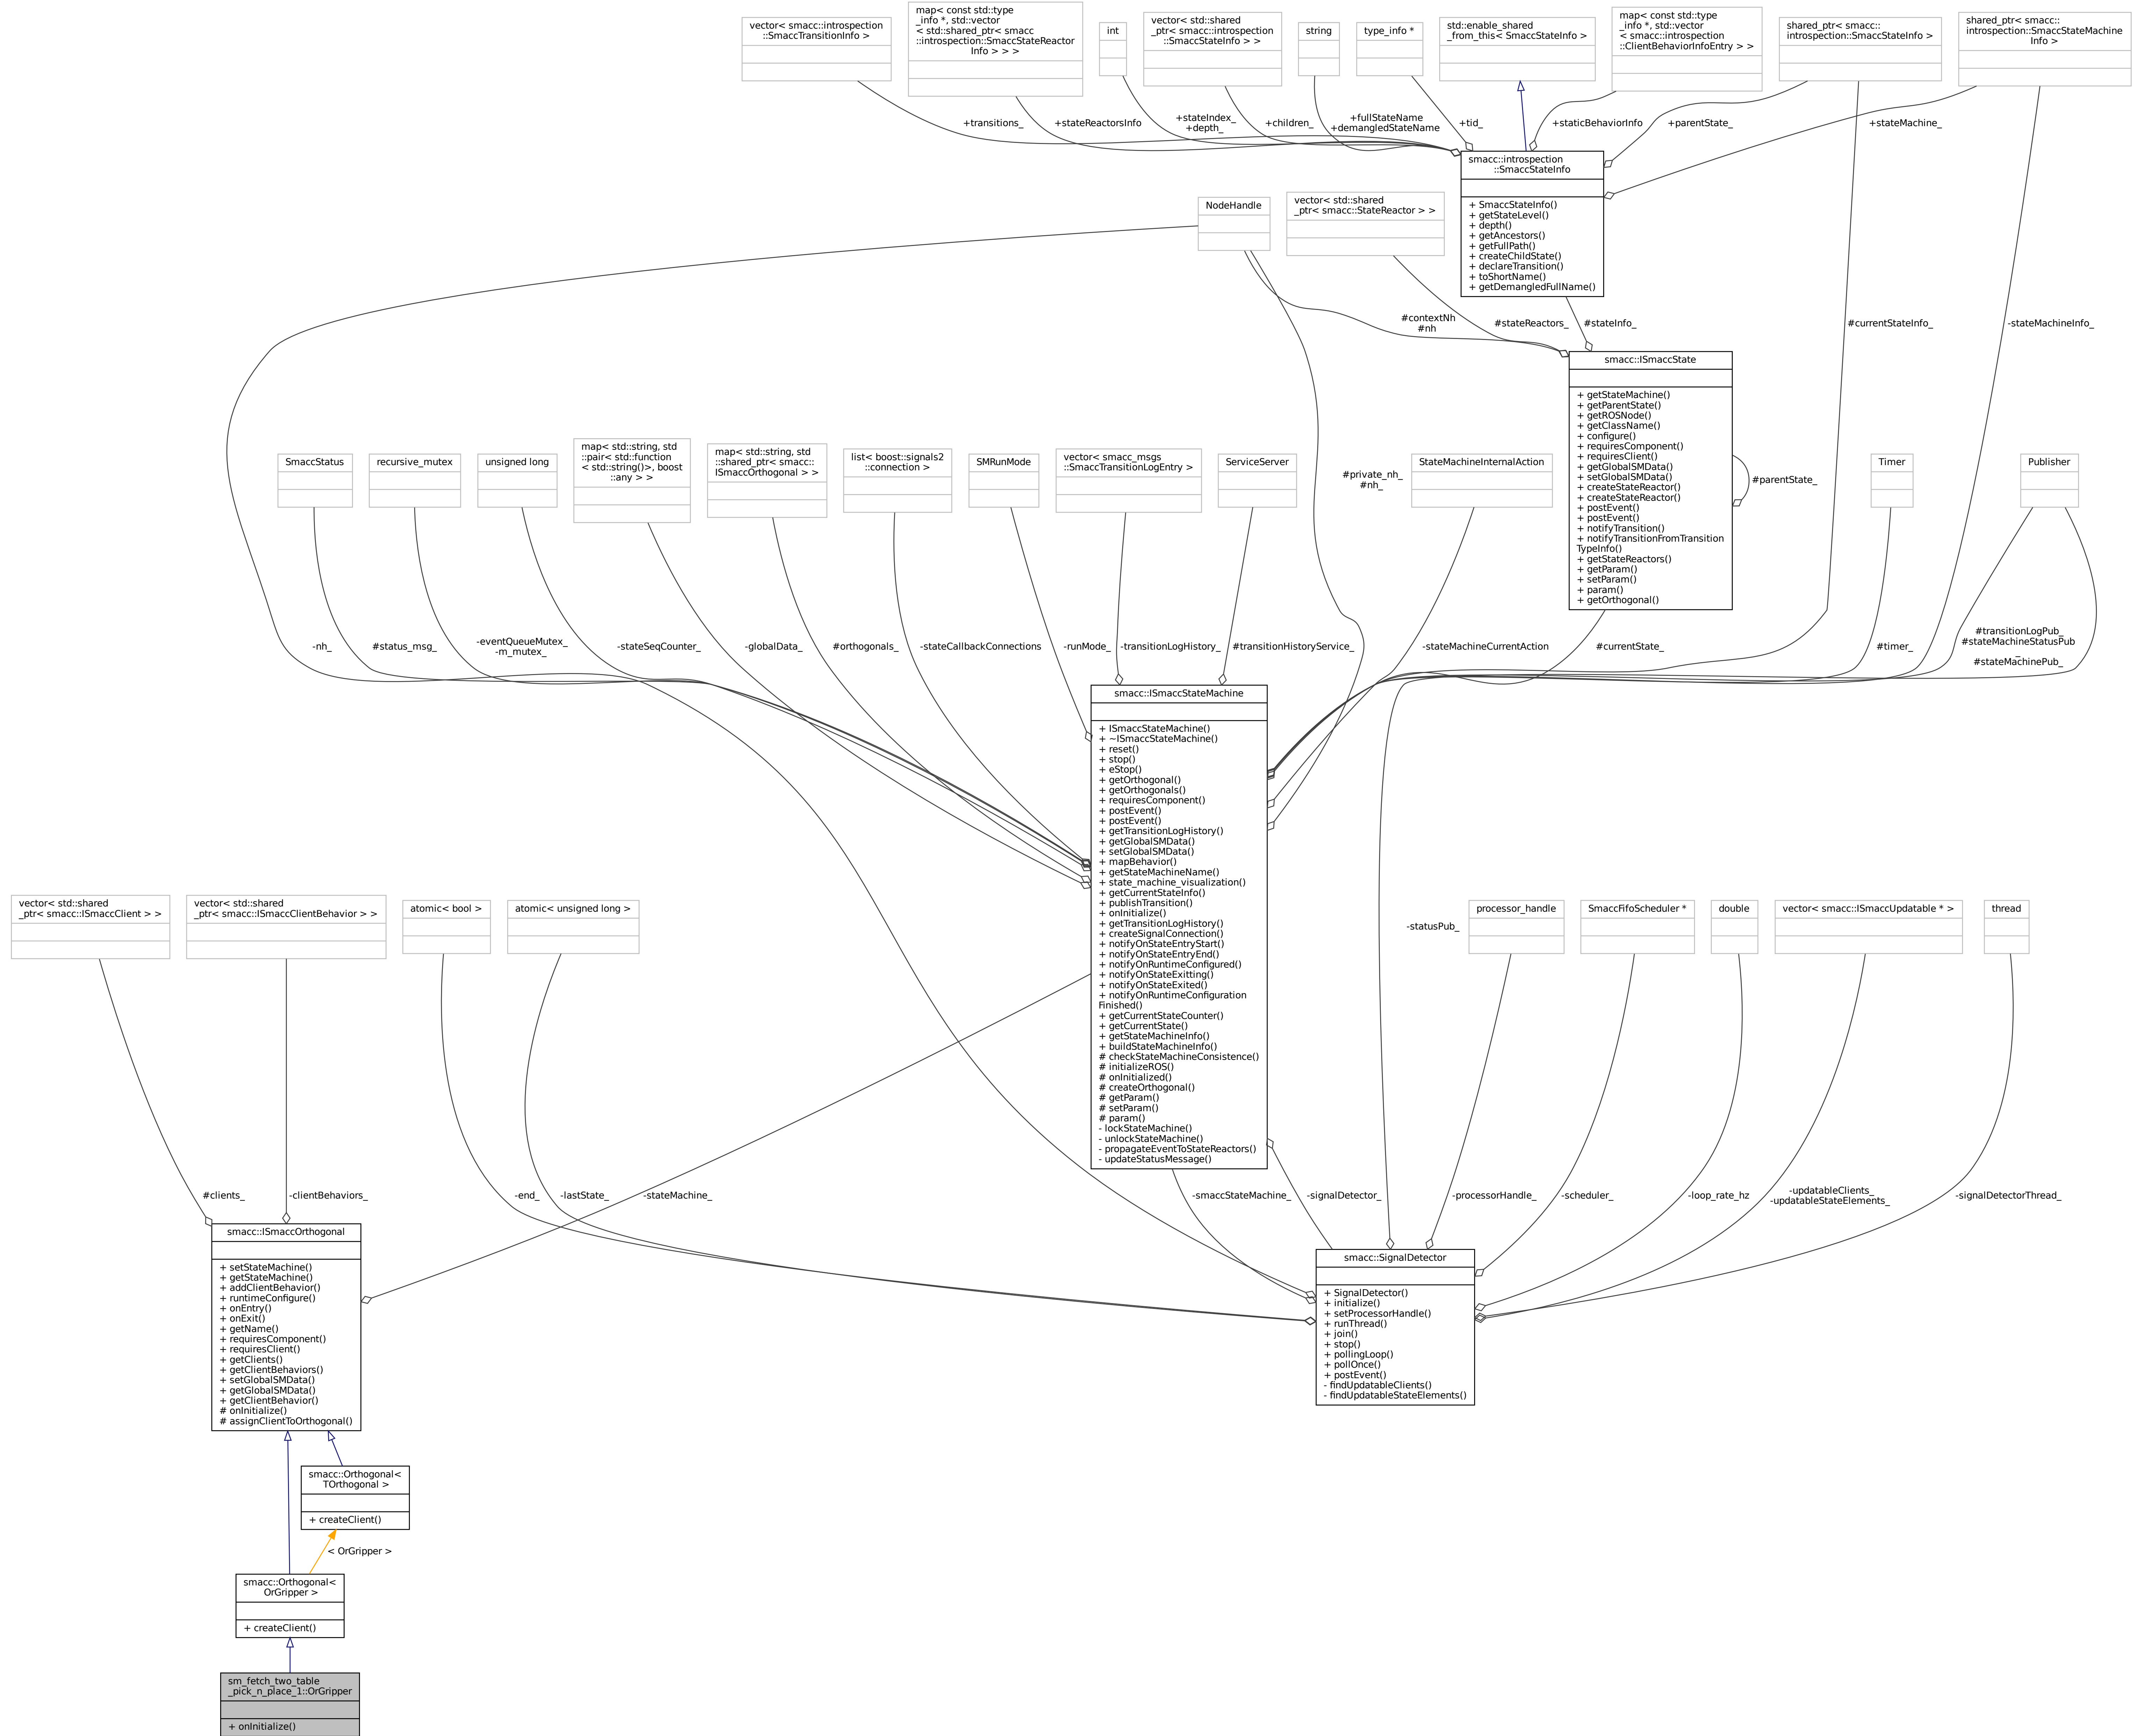 vector< smacc::introspection
::SmaccTransitionInfo >
map< const std::type
_info *, std::vector
< std::shared_ptr< smacc
::introspection::SmaccStateReactor
Info > > >
int
vector< std::shared
_ptr< smacc::introspection
::SmaccStateInfo > >
string
type_info *
std::enable_shared
_from_this< SmaccStateInfo >
map< const std::type
_info *, std::vector
< smacc::introspection
::ClientBehaviorInfoEntry > >
shared_ptr< smacc::
introspection::SmaccStateInfo >
shared_ptr< smacc::
introspection::SmaccStateMachine
Info >
+transitions_
+stateReactorsInfo
+stateIndex_
+depth_
+children_
+fullStateName
+demangledStateName
+tid_
+staticBehaviorInfo
+parentState_
+stateMachine_
smacc::introspection
::SmaccStateInfo
+ SmaccStateInfo()
+ getStateLevel()
+ depth()
+ getAncestors()
+ getFullPath()
+ createChildState()
+ declareTransition()
+ toShortName()
+ getDemangledFullName()
NodeHandle
vector< std::shared
_ptr< smacc::StateReactor > >
#contextNh
#nh
#stateReactors_
#stateInfo_
#currentStateInfo_
-stateMachineInfo_
smacc::ISmaccState
+ getStateMachine()
+ getParentState()
+ getROSNode()
+ getClassName()
+ configure()
+ requiresComponent()
+ requiresClient()
+ getGlobalSMData()
+ setGlobalSMData()
+ createStateReactor()
+ createStateReactor()
+ postEvent()
+ postEvent()
+ notifyTransition()
+ notifyTransitionFromTransition
TypeInfo()
+ getStateReactors()
+ getParam()
+ setParam()
+ param()
+ getOrthogonal()
#parentState_
SmaccStatus
recursive_mutex
unsigned long
map< std::string, std
::pair< std::function
< std::string()>, boost
::any > >
map< std::string, std
::shared_ptr< smacc::
ISmaccOrthogonal > >
list< boost::signals2
::connection >
SMRunMode
vector< smacc_msgs
::SmaccTransitionLogEntry >
ServiceServer
#private_nh_
#nh_
StateMachineInternalAction
Timer
Publisher
-nh_
#status_msg_
-eventQueueMutex_
-m_mutex_
-stateSeqCounter_
-globalData_
#orthogonals_
-stateCallbackConnections
-runMode_
-transitionLogHistory_
#transitionHistoryService_
-stateMachineCurrentAction
#currentState_
#timer_
#transitionLogPub_
#stateMachineStatusPub
_
#stateMachinePub_
smacc::ISmaccStateMachine
+ ISmaccStateMachine()
+ ~ISmaccStateMachine()
+ reset()
+ stop()
+ eStop()
+ getOrthogonal()
+ getOrthogonals()
+ requiresComponent()
+ postEvent()
+ postEvent()
+ getTransitionLogHistory()
+ getGlobalSMData()
+ setGlobalSMData()
+ mapBehavior()
+ getStateMachineName()
+ state_machine_visualization()
+ getCurrentStateInfo()
+ publishTransition()
+ onInitialize()
+ getTransitionLogHistory()
+ createSignalConnection()
+ notifyOnStateEntryStart()
+ notifyOnStateEntryEnd()
+ notifyOnRuntimeConfigured()
+ notifyOnStateExitting()
+ notifyOnStateExited()
+ notifyOnRuntimeConfiguration
Finished()
+ getCurrentStateCounter()
+ getCurrentState()
+ getStateMachineInfo()
+ buildStateMachineInfo()
# checkStateMachineConsistence()
# initializeROS()
# onInitialized()
# createOrthogonal()
# getParam()
# setParam()
# param()
- lockStateMachine()
- unlockStateMachine()
- propagateEventToStateReactors()
- updateStatusMessage()
vector< std::shared
_ptr< smacc::ISmaccClient > >
vector< std::shared
_ptr< smacc::ISmaccClientBehavior > >
atomic< bool >
atomic< unsigned long >
-statusPub_
processor_handle
SmaccFifoScheduler *
double
vector< smacc::ISmaccUpdatable * >
thread
#clients_
-clientBehaviors_
-end_
-lastState_
-stateMachine_
-smaccStateMachine_
-signalDetector_
-processorHandle_
-scheduler_
-loop_rate_hz
-updatableClients_
-updatableStateElements_
-signalDetectorThread_
smacc::ISmaccOrthogonal
+ setStateMachine()
+ getStateMachine()
+ addClientBehavior()
+ runtimeConfigure()
+ onEntry()
+ onExit()
+ getName()
+ requiresComponent()
+ requiresClient()
+ getClients()
+ getClientBehaviors()
+ setGlobalSMData()
+ getGlobalSMData()
+ getClientBehavior()
# onInitialize()
# assignClientToOrthogonal()
smacc::SignalDetector
+ SignalDetector()
+ initialize()
+ setProcessorHandle()
+ runThread()
+ join()
+ stop()
+ pollingLoop()
+ pollOnce()
+ postEvent()
- findUpdatableClients()
- findUpdatableStateElements()
smacc::Orthogonal<
TOrthogonal >
+ createClient()
< OrGripper >
smacc::Orthogonal<
OrGripper >
+ createClient()
sm_fetch_two_table
_pick_n_place_1::OrGripper
+ onInitialize()